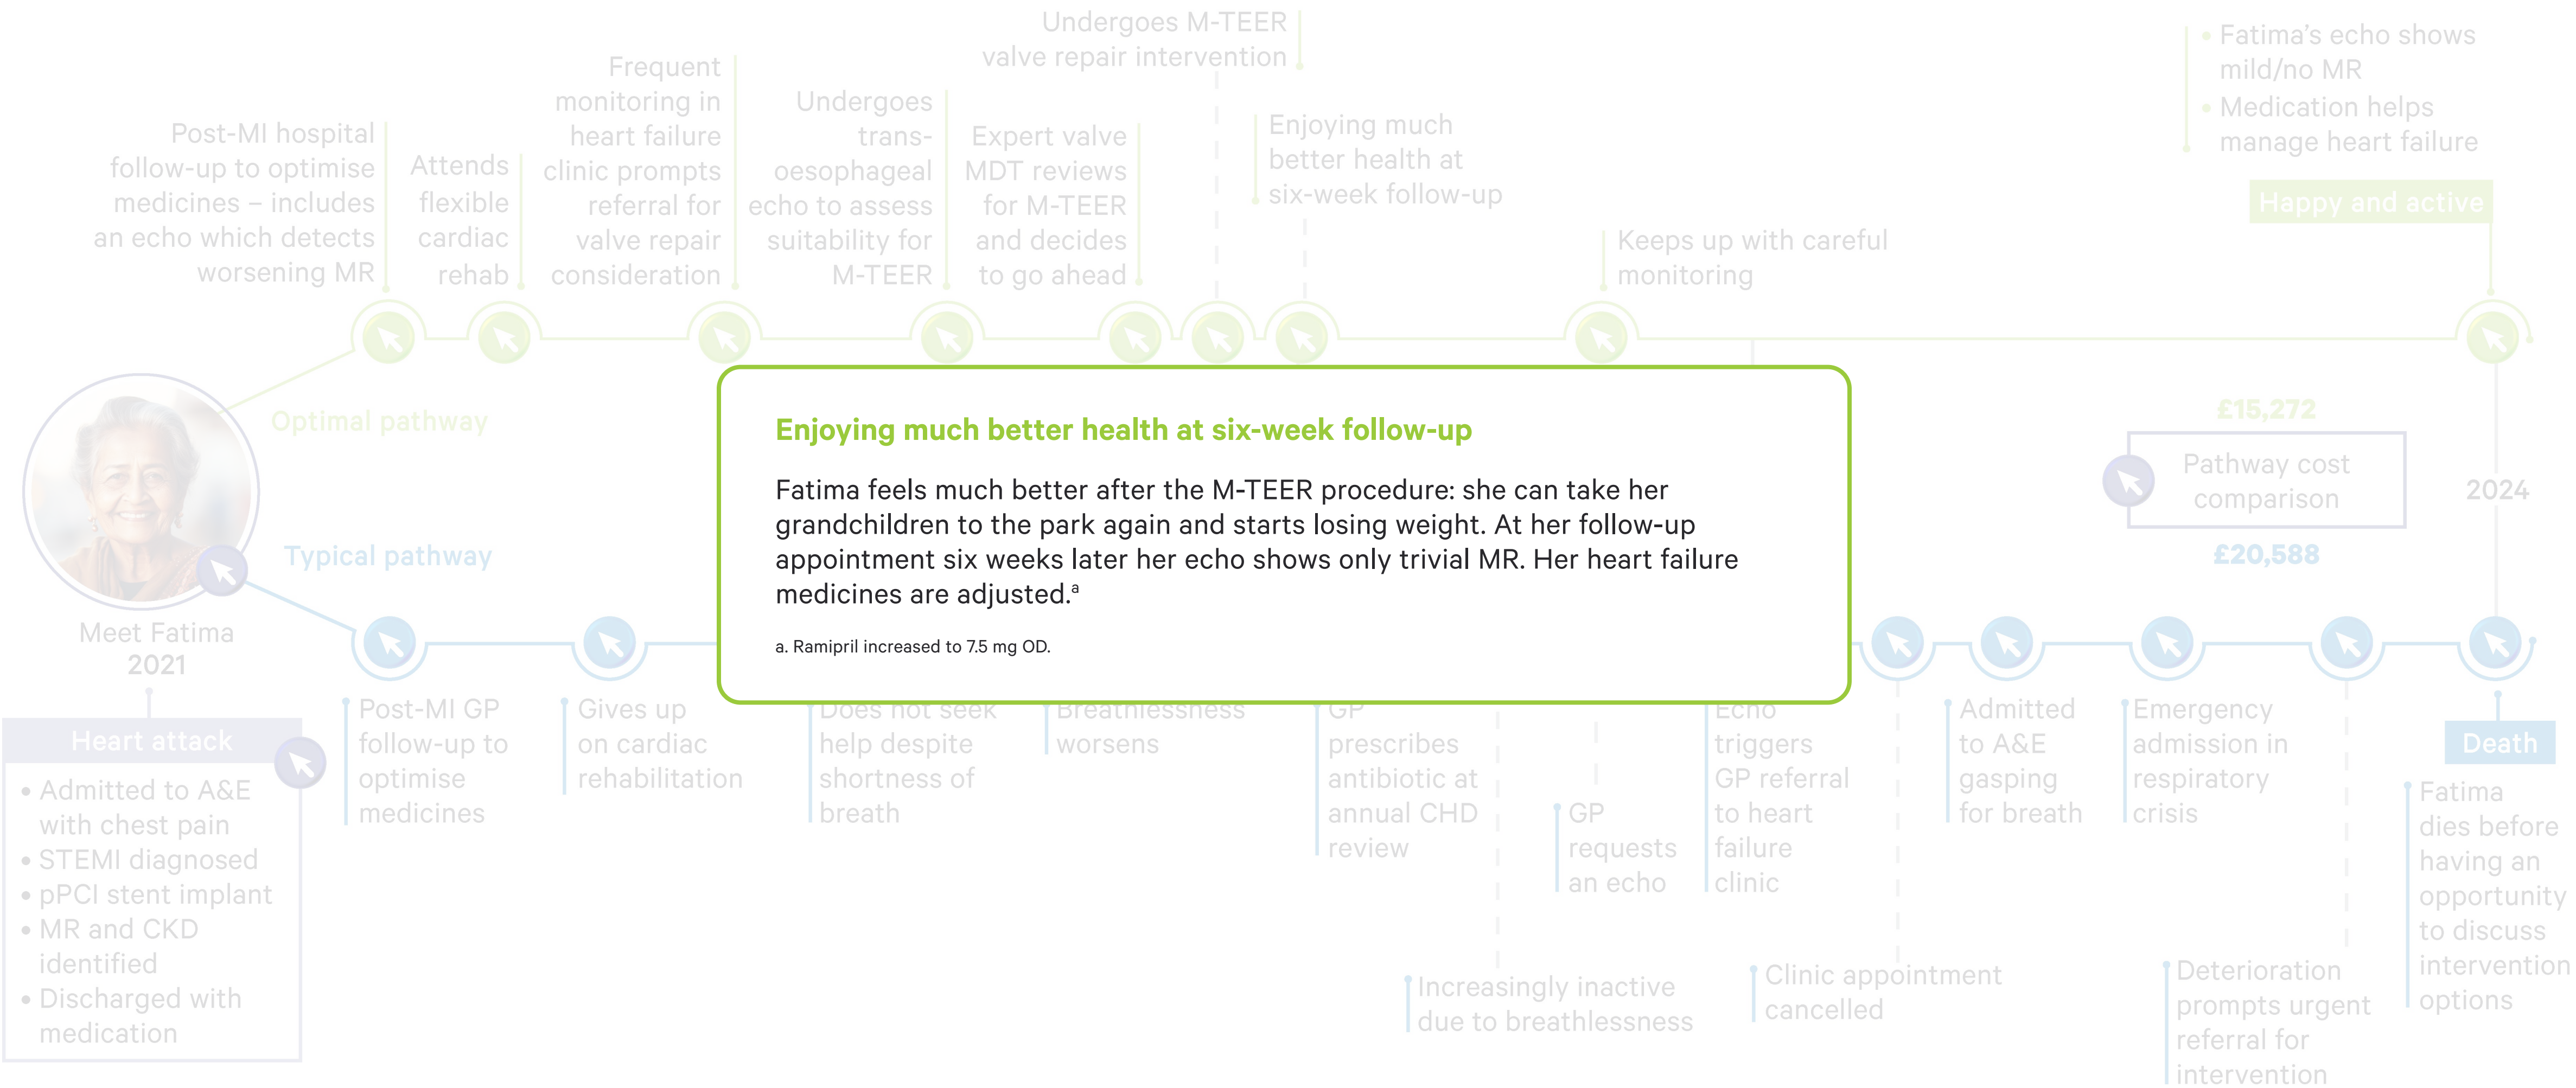 Undergoes M-TEER
valve repair intervention
Fatima’s echo shows
mild/no MR
Medication helps
manage heart failure
Frequent
monitoring in
heart failure
clinic prompts
referral for
valve repair
consideration
Undergoes
trans-
oesophageal
echo to assess
suitability for
M-TEER
Expert valve
MDT reviews
for M-TEER
and decides
to go ahead
Enjoying much
better health at
six-week follow-up
Post-MI hospital
follow-up to optimise
medicines – includes
an echo which detects
worsening MR
Attends
flexible
cardiac
rehab
Happy and active
Keeps up with careful
monitoring
Optimal pathway
Enjoying much better health at six-week follow-up
Fatima feels much better after the M-TEER procedure: she can take her
grandchildren to the park again and starts losing weight. At her follow-up
appointment six weeks later her echo shows only trivial MR. Her heart failure
medicines are adjusted.a
a. Ramipril increased to 7.5 mg OD.
£15,272
Pathway cost
comparison
£20,588
2024
Typical pathway
Meet Fatima
2021
Heart attack
• Admitted to A&E
with chest pain
• STEMI diagnosed
• pPCI stent implant
• MR and CKD
identified
• Discharged with
medication
Post-MI GP
follow-up to
optimise
medicines
Gives up
on cardiac
rehabilitation
Does not seek
help despite
shortness of
breath
Breathlessness
worsens
GP
prescribes
antibiotic at
annual CHD
review
Increasingly inactive
due to breathlessness
GP
requests
an echo
Echo
triggers
GP referral
to heart
failure
clinic
Clinic appointment
cancelled
Admitted
to A&E
gasping
for breath
Emergency
admission in
respiratory
crisis
Deterioration
prompts urgent
referral for
intervention
Death
Fatima
dies before
having an
opportunity
to discuss
intervention
options